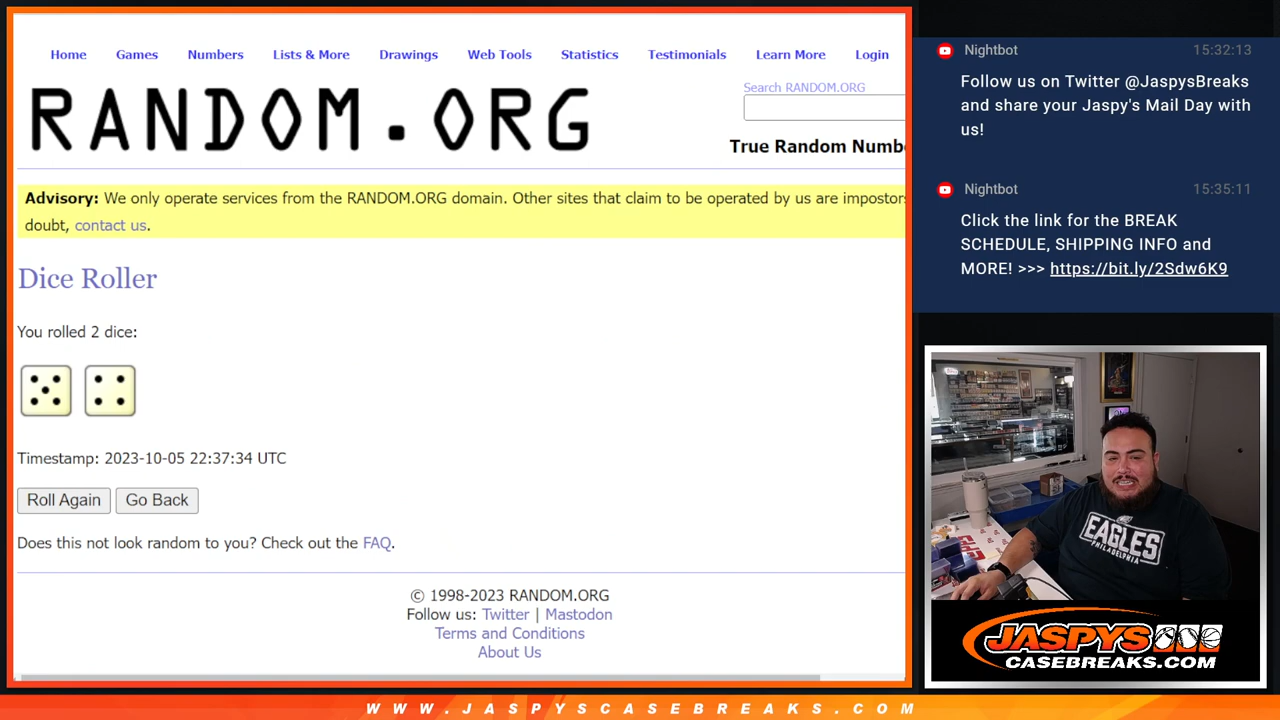 Home Games Numbers Lists & More Drawings Web Tools Statistics Testimonials Learn More Login
RANDOM.ORG
Search RANDOM.ORG
True Random Numbe
Advisory: We only operate services from the RANDOM.ORG domain. Other sites that claim to be operated by us are impostors
doubt, contact us.
Dice Roller
You rolled 2 dice:
Timestamp: 2023-10-05 22:37:34 UTC
Roll Again Go Back
Does this not look random to you? Check out the FAQ.
© 1998-2023 RANDOM.ORG
Follow us: Twitter | Mastodon
Terms and Conditions
About Us
Nightbot 15:32:13
Follow us on Twitter @JaspysBreaks
and share your Jaspy's Mail Day with
us!
Nightbot 15:35:11
Click the link for the BREAK
SCHEDULE, SHIPPING INFO and
MORE! >>> https://bit.ly/2Sdw6K9
EAGLES
PHILADELPHIA
JASPYS
CASEBREAKS.COM
WWW.JASPYSCASEBREAKS.COM